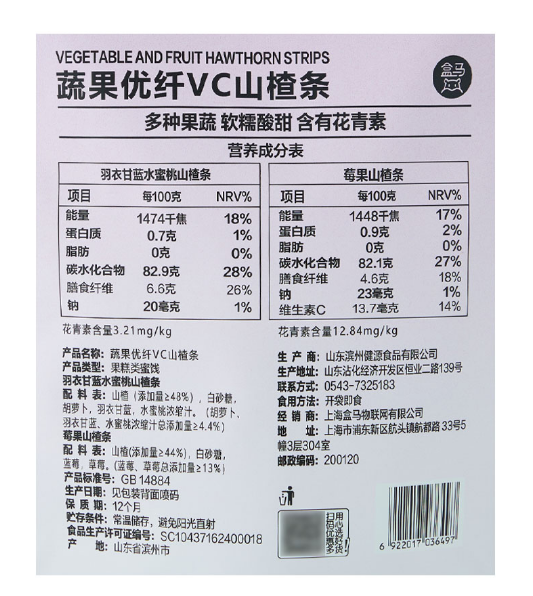 VEGETABLE AND FRUIT HAWTHORN STRIPS
蔬果优纤VC山楂条
盒马
多种果蔬 软糯酸甜 含有花青素
营养成分表
羽衣甘蓝水蜜桃山楂条
项目 每100克 NRV%
能量 1474千焦 18%
蛋白质 0.7克 1%
脂肪 0克 0%
碳水化合物 82.9克 28%
膳食纤维 6.6克 26%
钠 20毫克 1%
花青素含量3.21mg/kg
莓果山楂条
项目 每100克 NRV%
能量 1448千焦 17%
蛋白质 0.9克 2%
脂肪 0克 0%
碳水化合物 82.1克 27%
膳食纤维 4.6克 18%
钠 23毫克 1%
维生素C 13.7毫克 14%
花青素含量12.84mg/kg
产品名称: 蔬果优纤VC山楂条
产品类型: 果糕类蜜饯
羽衣甘蓝水蜜桃山楂条
配 料 表: 山楂 (添加量≥48%) , 白砂糖,
胡萝卜, 羽衣甘蓝, 水蜜桃浓缩汁。 (胡萝卜,
羽衣甘蓝、水蜜桃浓缩汁总添加量≥4.4%)
莓果山楂条
配 料 表: 山楂(添加量≥44%), 白砂糖,
蓝莓, 草莓。(蓝莓、草莓总添加量≥13%)
产品标准号: GB 14884
生产日期: 见包装背面喷码
保 质 期: 12个月
贮存条件: 常温储存, 避免阳光直射
食品生产许可证编号: SC10437162400018
产 地: 山东省滨州市
生 产 商: 山东滨州健源食品有限公司
生产地址: 山东沾化经济开发区恒业二路139号
联系方式: 0543-7325183
食用方法: 开袋即食
经 销 商: 上海盒马物联网有限公司
地 址: 上海市浦东新区航头镇航都路33号5
幢3层304室
邮政编码: 200120
用心选好货
扫码优惠多
6 922017 036497